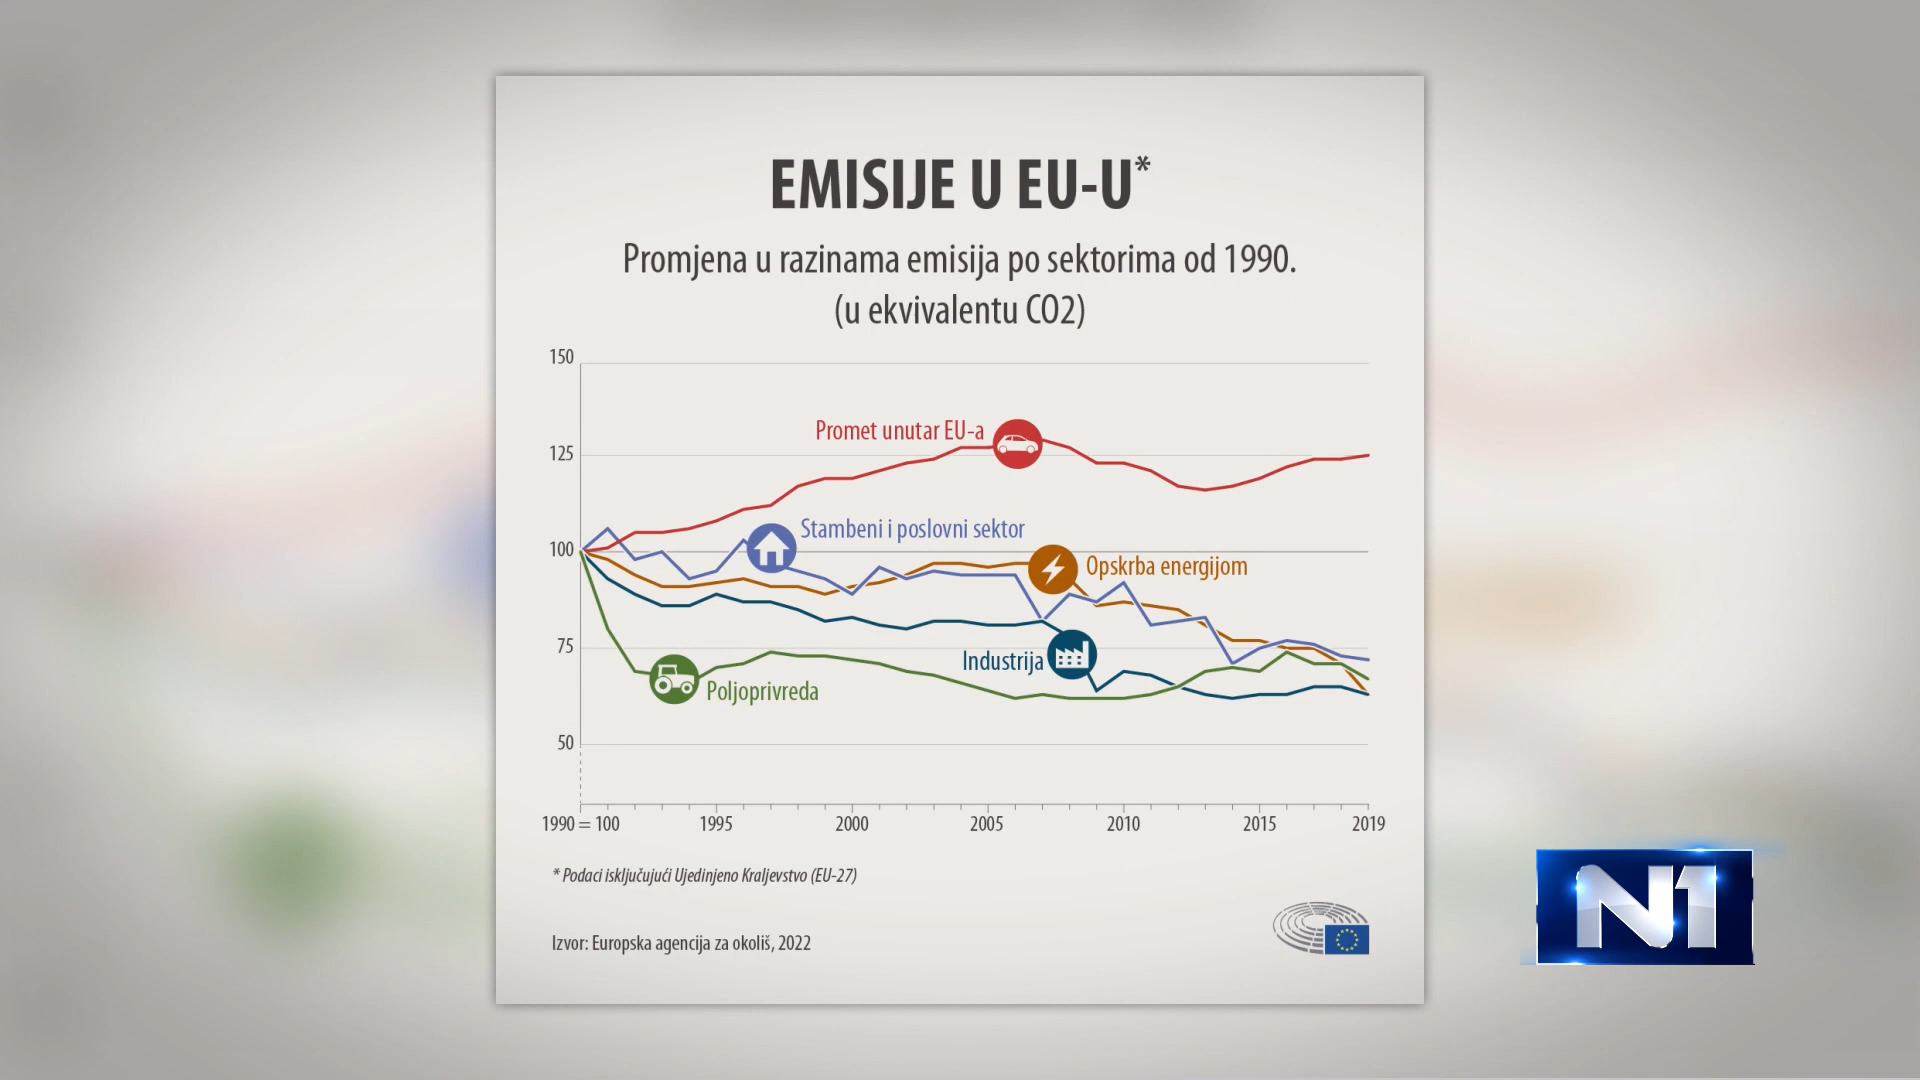 EMISIJE U EU-U*
Promjena u razinama emisija po sektorima od 1990.
(u ekvivalentu CO2)
150
Promet unutar EU-a
125
Stambeni i poslovni sektor
100
Opskrba energijom
75
Industrija
Poljoprivreda
50
1990 = 100 1995 2000 2005 2010 2015 2019
* Podaci isključujući Ujedinjeno Kraljevstvo (EU-27)
Izvor: Europska agencija za okoliš, 2022
N1